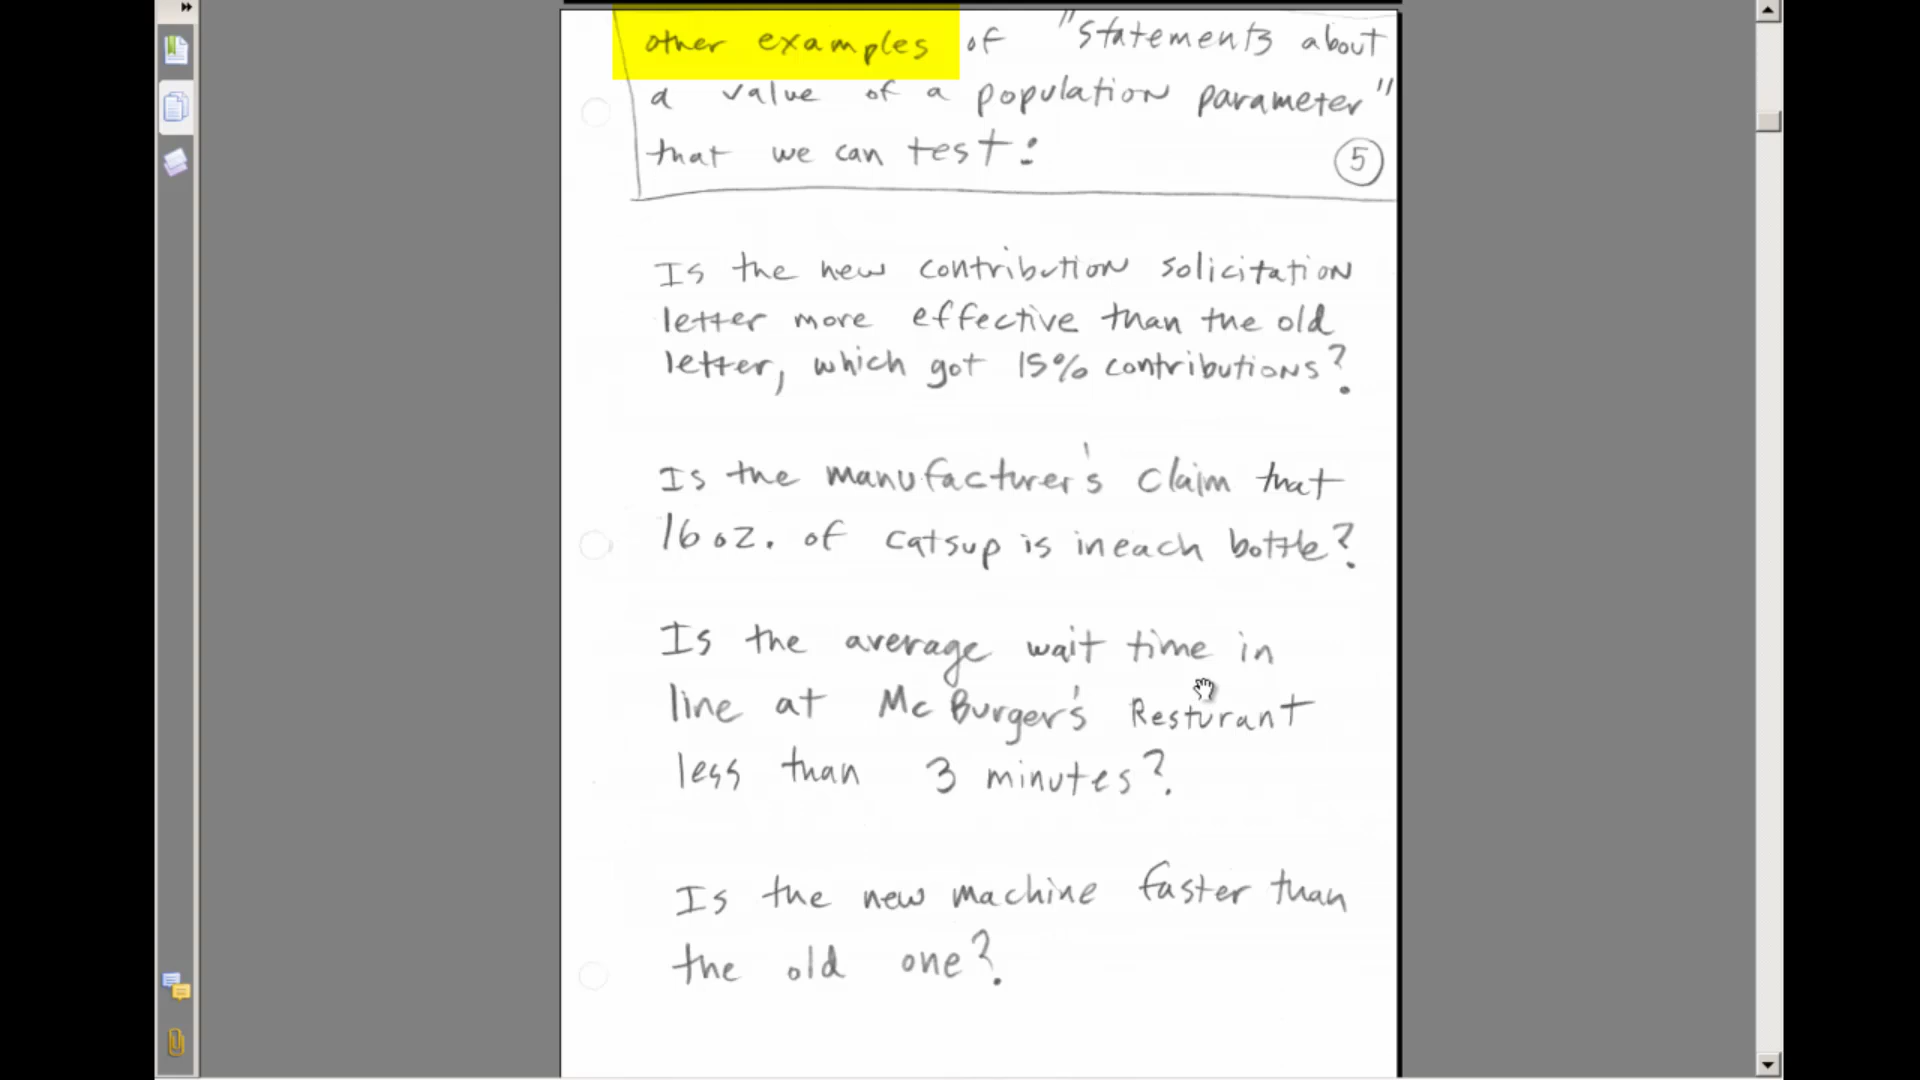 other examples of "statements about
a value of a population parameter"
that we can test:
5
Is the new contribution solicitation
letter more effective than the old
letter, which got 15% contributions?
Is the manufacturer's claim that
16 oz. of catsup is in each bottle?
Is the average wait time in
line at McBurger's Resturant
less than 3 minutes?
Is the new machine faster than
the old one?